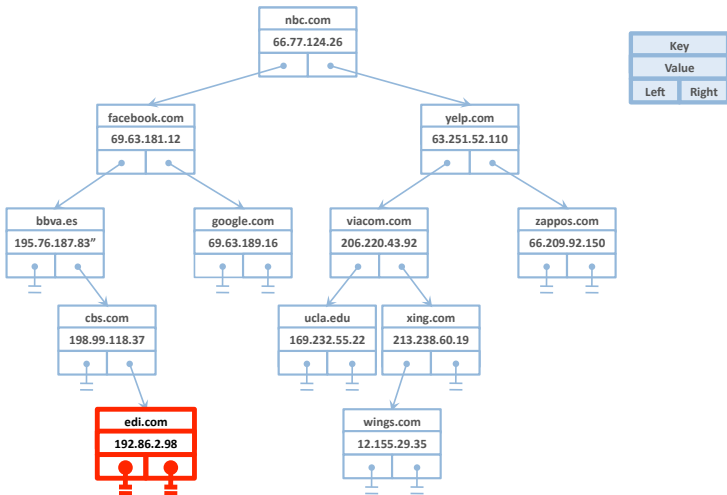 nbc.com
66.77.124.26
Key
Value
Left Right
facebook.com
69.63.181.12
yelp.com
63.251.52.110
bbva.es
195.76.187.83”
google.com
69.63.189.16
viacom.com
206.220.43.92
zappos.com
66.209.92.150
cbs.com
198.99.118.37
ucla.edu
169.232.55.22
xing.com
213.238.60.19
edi.com
192.86.2.98
wings.com
12.155.29.35